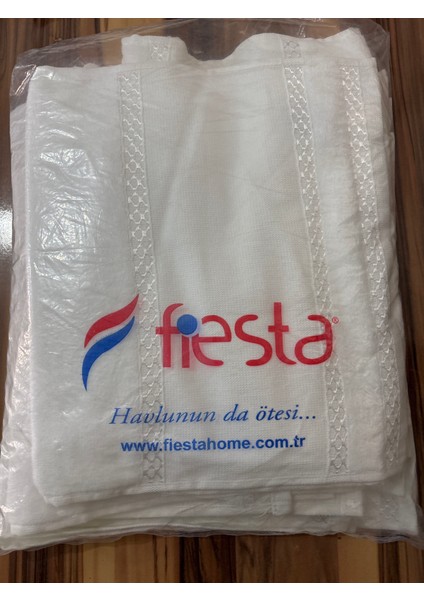 fiesta®
Havlunun da ötesi...
www.fiestahome.com.tr